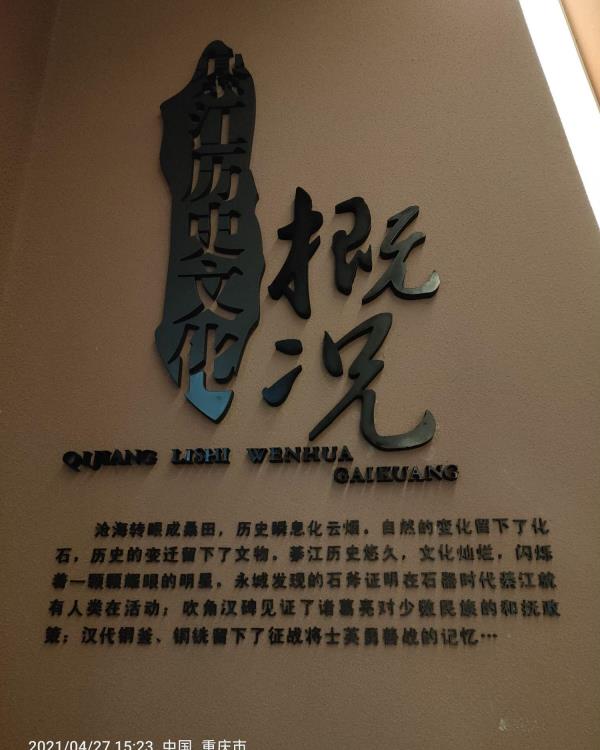 綦江历史文化
概况
QIJIANG LISHI WENHUA
GAIKUANG
沧海转眼成桑田，历史瞬息化云烟。自然的变化留下了化
石，历史的变迁留下了文物。綦江历史悠久，文化灿烂，闪烁
着一颗颗耀眼的明星。永城发现的石斧证明在石器时代綦江就
有人类在活动；吹角汉碑见证了诸葛亮对少数民族的和抚政
策；汉代铜釜、铜铣留下了征战将士英勇善战的记忆…
2021/04/27 15:23 中国 重庆市